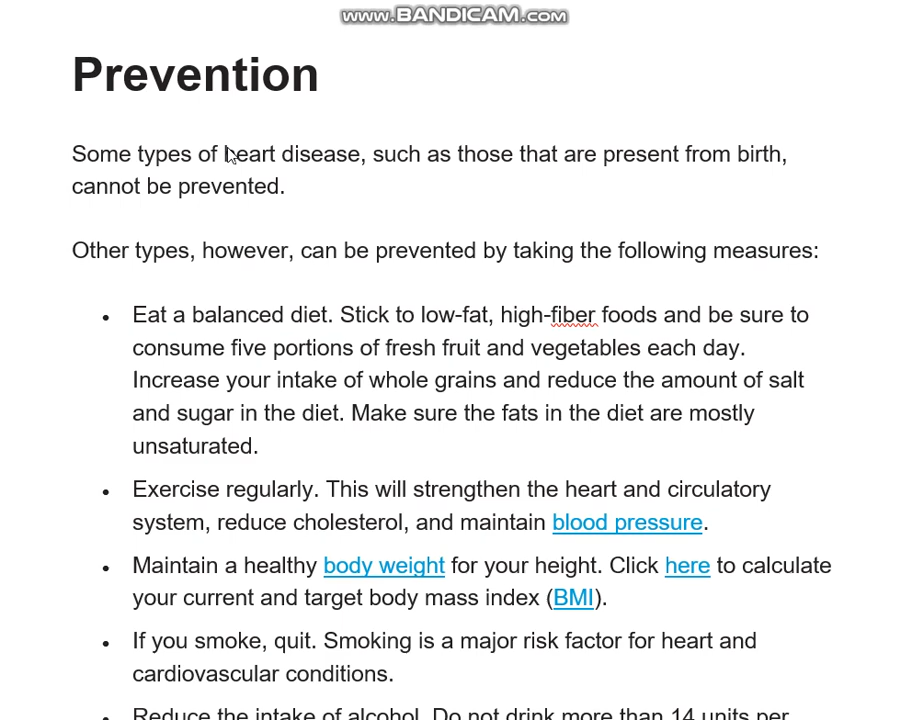 www.BANDICAM.com
Prevention
Some types of heart disease, such as those that are present from birth,
cannot be prevented.
Other types, however, can be prevented by taking the following measures:
• Eat a balanced diet. Stick to low-fat, high-fiber foods and be sure to
consume five portions of fresh fruit and vegetables each day.
Increase your intake of whole grains and reduce the amount of salt
and sugar in the diet. Make sure the fats in the diet are mostly
unsaturated.
• Exercise regularly. This will strengthen the heart and circulatory
system, reduce cholesterol, and maintain blood pressure.
• Maintain a healthy body weight for your height. Click here to calculate
your current and target body mass index (BMI).
• If you smoke, quit. Smoking is a major risk factor for heart and
cardiovascular conditions.
• Reduce the intake of alcohol. Do not drink more than 14 units per